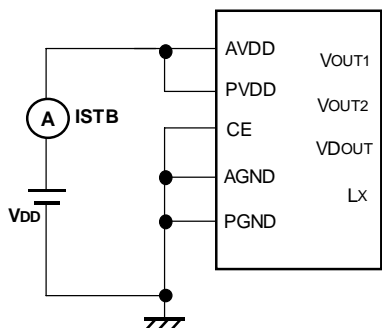 AVDD
VOUT1
PVDD
A ISTB
VOUT2
CE
VDOUT
AGND
LX
VDD
PGND